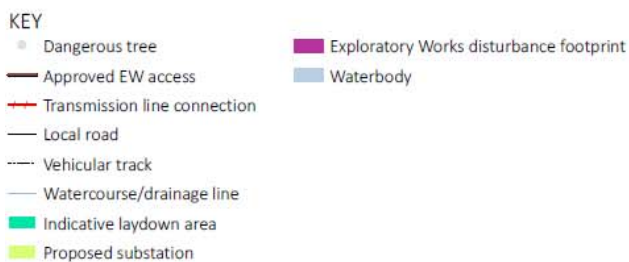 KEY
Dangerous tree
Approved EW access
Transmission line connection
Local road
Vehicular track
Watercourse/drainage line
Indicative laydown area
Proposed substation
Exploratory Works disturbance footprint
Waterbody